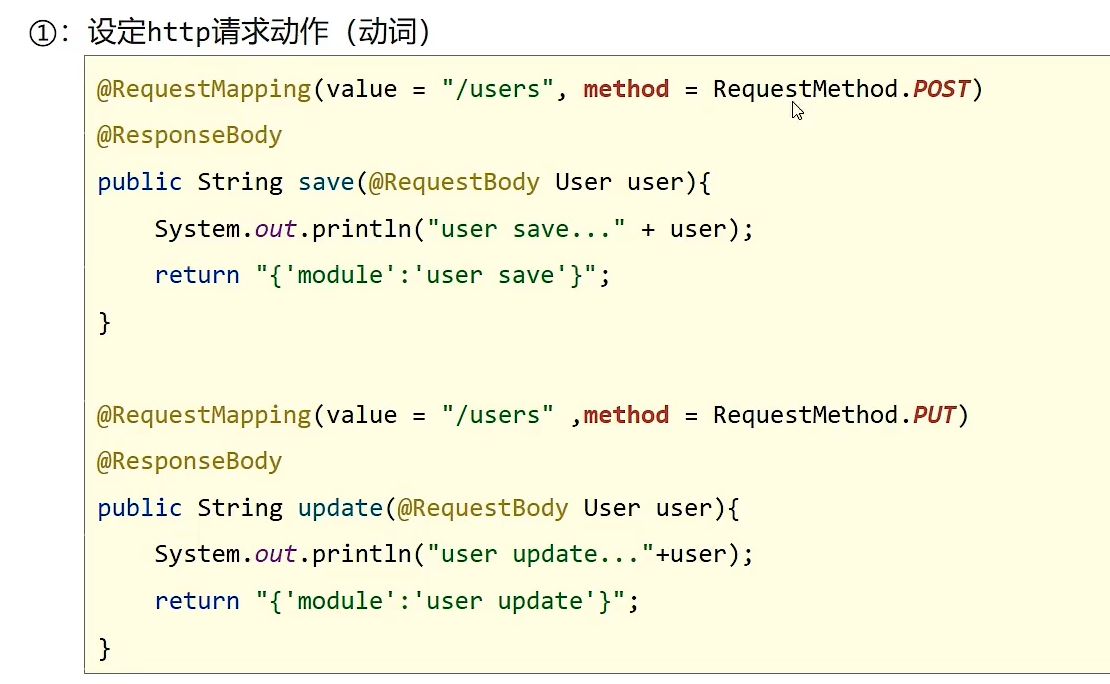 ①：设定http请求动作（动词）
@RequestMapping(value = "/users", method = RequestMethod.POST)
@ResponseBody
public String save(@RequestBody User user){
    System.out.println("user save..." + user);
    return "{'module':'user save'}";
}
@RequestMapping(value = "/users" ,method = RequestMethod.PUT)
@ResponseBody
public String update(@RequestBody User user){
    System.out.println("user update..."+user);
    return "{'module':'user update'}";
}